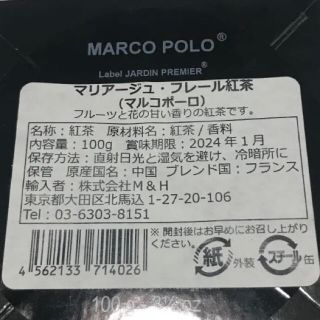 MARCO POLO®
Label JARDIN PREMIER®
マリアージュ・フレール紅茶
(マルコポーロ)
フルーツと花の甘い香りの紅茶です。
名称：紅茶 原材料名：紅茶/香料
内容量：100g 賞味期限：2024年1月
保存方法：直射日光と湿気を避け、冷暗所に
保管 原産国名：中国 ブレンド国：フランス
輸入者：株式会社M&H
東京都大田区北馬込1-27-20-106
Tel：03-6303-8151
※開封後はお早めにお召し上がり
ください。
紙 外装 スチール 缶
4 562133 714026
100 g